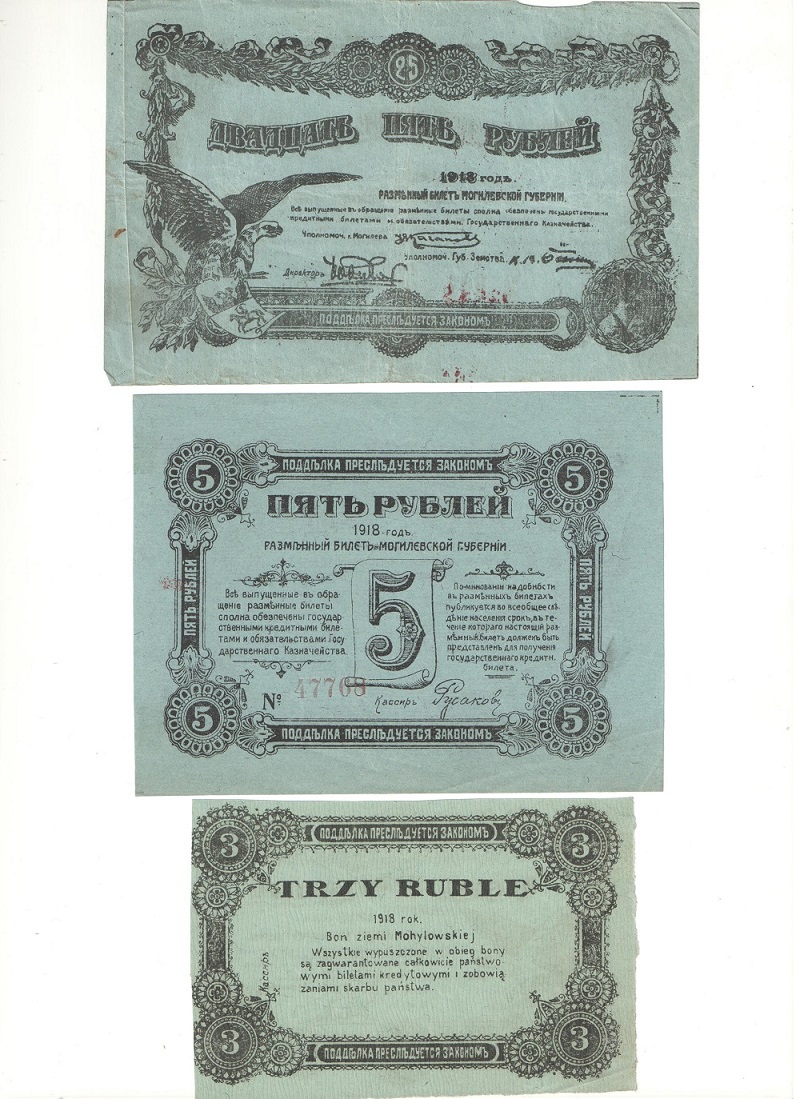 25
ДВАДЦАТЬ ПЯТЬ РУБЛЕЙ
1918 годъ.
РАЗМѢННЫЙ БИЛЕТЪ МОГИЛЕВСКОЙ ГУБЕРНІИ.
Всѣ выпущенные въ обращеніе размѣнные билеты сполна обезпечены государственными
кредитными билетами и обязательствами Государственнаго Казначейства.
Уполномоч. г. Могилева
Уполномоч. Губ. Земства
Директоръ
ПОДДѢЛКА ПРЕСЛѢДУЕТСЯ ЗАКОНОМЪ
5 ПОДДѢЛКА ПРЕСЛѢДУЕТСЯ ЗАКОНОМЪ 5
ПЯТЬ РУБЛЕЙ
1918 годъ.
РАЗМѢННЫЙ БИЛЕТЪ МОГИЛЕВСКОЙ ГУБЕРНІИ.
ПЯТЬ РУБЛЕЙ
Всѣ выпущенные въ обра-
щеніе размѣнные билеты
сполна обезпечены государ-
ственными кредитными биле-
тами и обязательствами Госу
дарственнаго Казначейства.
5
По миновании надобности
въ размѣнныхъ билетахъ
публикуется во всеобщее свѣ-
дѣніе населенія срокъ, въ те-
ченіе котораго настоящій раз-
мѣнный билетъ долженъ быть
представленъ для полученія
государственнаго кредитн.
билета.
ПЯТЬ РУБЛЕЙ
№ 47708
Кассиръ Русаковъ
5 ПОДДѢЛКА ПРЕСЛѢДУЕТСЯ ЗАКОНОМЪ 5
3 ПОДДѢЛКА ПРЕСЛѢДУЕТСЯ ЗАКОНОМЪ 3
TRZY RUBLE
1918 rok.
Bon ziemi Mohylowskiej
Wszystkie wypuszczone w obieg bony
są zagwarantowane całkowicie państwo-
wymi biletami kredytowymi i zobowią
zaniami skarbu państwa.
Кассиръ
3 ПОДДѢЛКА ПРЕСЛѢДУЕТСЯ ЗАКОНОМЪ 3